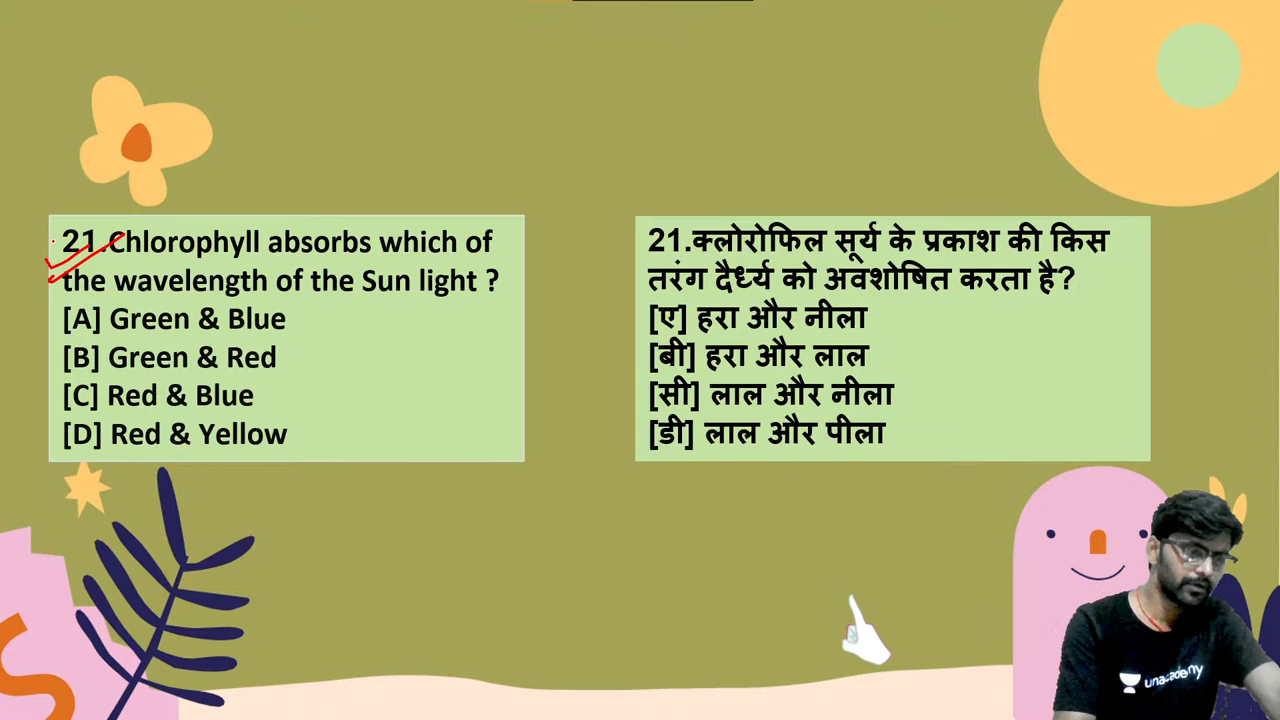 21.Chlorophyll absorbs which of
the wavelength of the Sun light ?
[A] Green & Blue
[B] Green & Red
[C] Red & Blue
[D] Red & Yellow
21.क्लोरोफिल सूर्य के प्रकाश की किस
तरंग दैर्ध्य को अवशोषित करता है?
[ए] हरा और नीला
[बी] हरा और लाल
[सी] लाल और नीला
[डी] लाल और पीला
unacademy